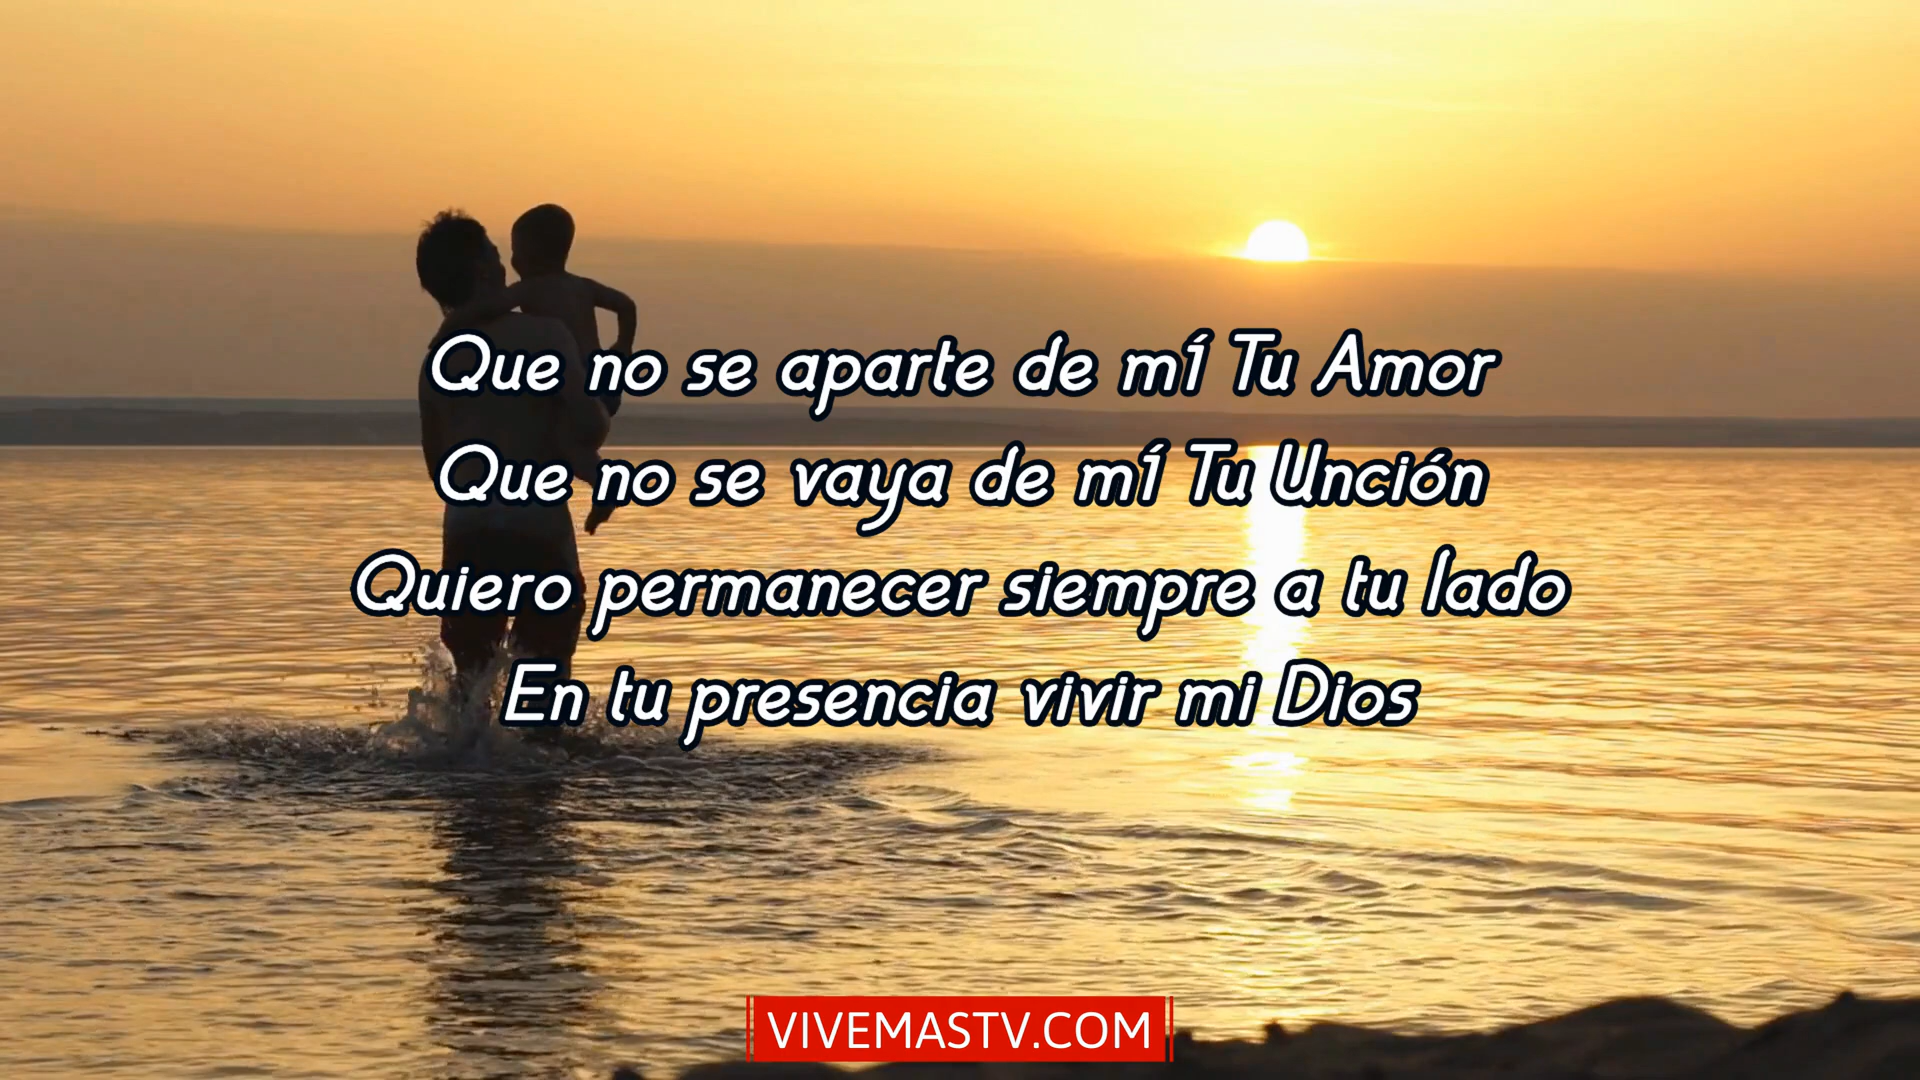 Que no se aparte de mí Tu Amor
Que no se vaya de mí Tu Unción
Quiero permanecer siempre a tu lado
En tu presencia vivir mi Dios
VIVEMASTV.COM